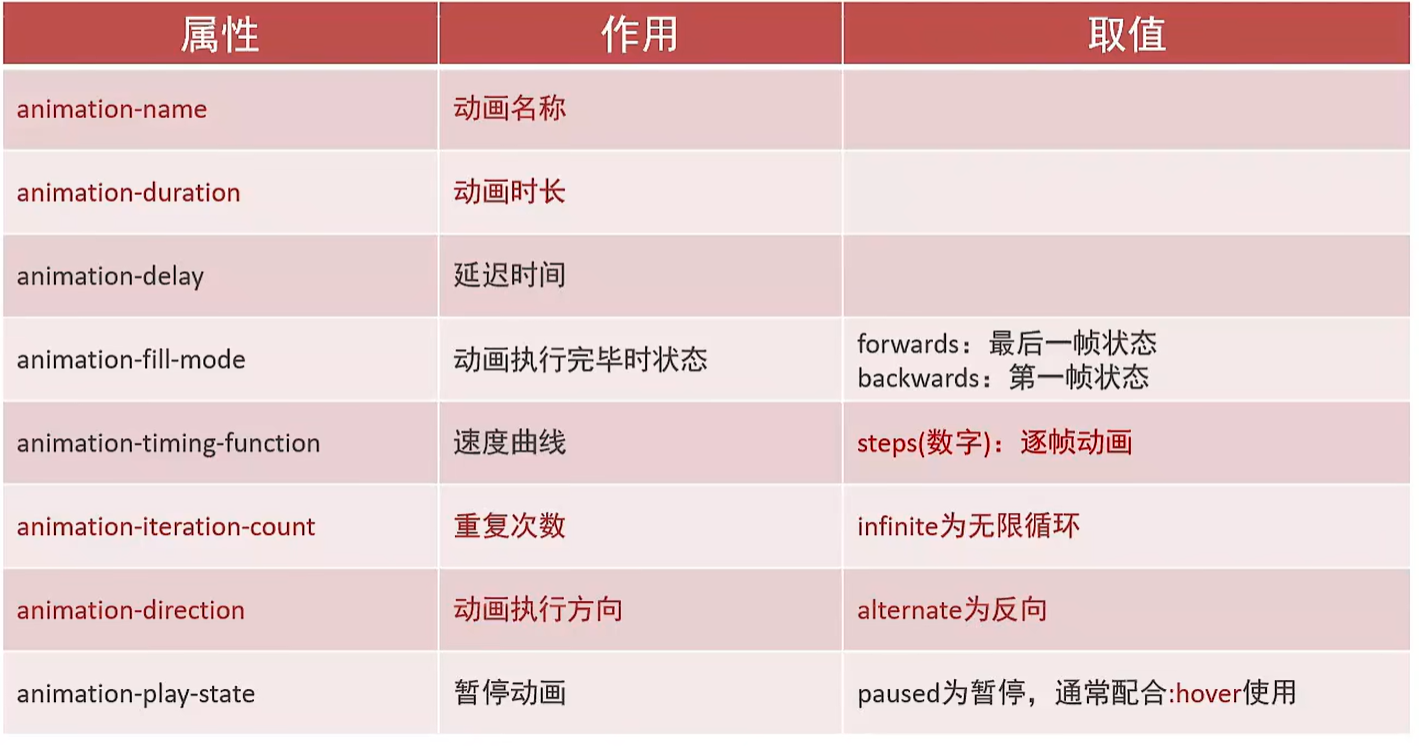 属性 作用 取值
animation-name 动画名称
animation-duration 动画时长
animation-delay 延迟时间
animation-fill-mode 动画执行完毕时状态 forwards：最后一帧状态
backwards：第一帧状态
animation-timing-function 速度曲线 steps(数字)：逐帧动画
animation-iteration-count 重复次数 infinite为无限循环
animation-direction 动画执行方向 alternate为反向
animation-play-state 暂停动画 paused为暂停，通常配合:hover使用